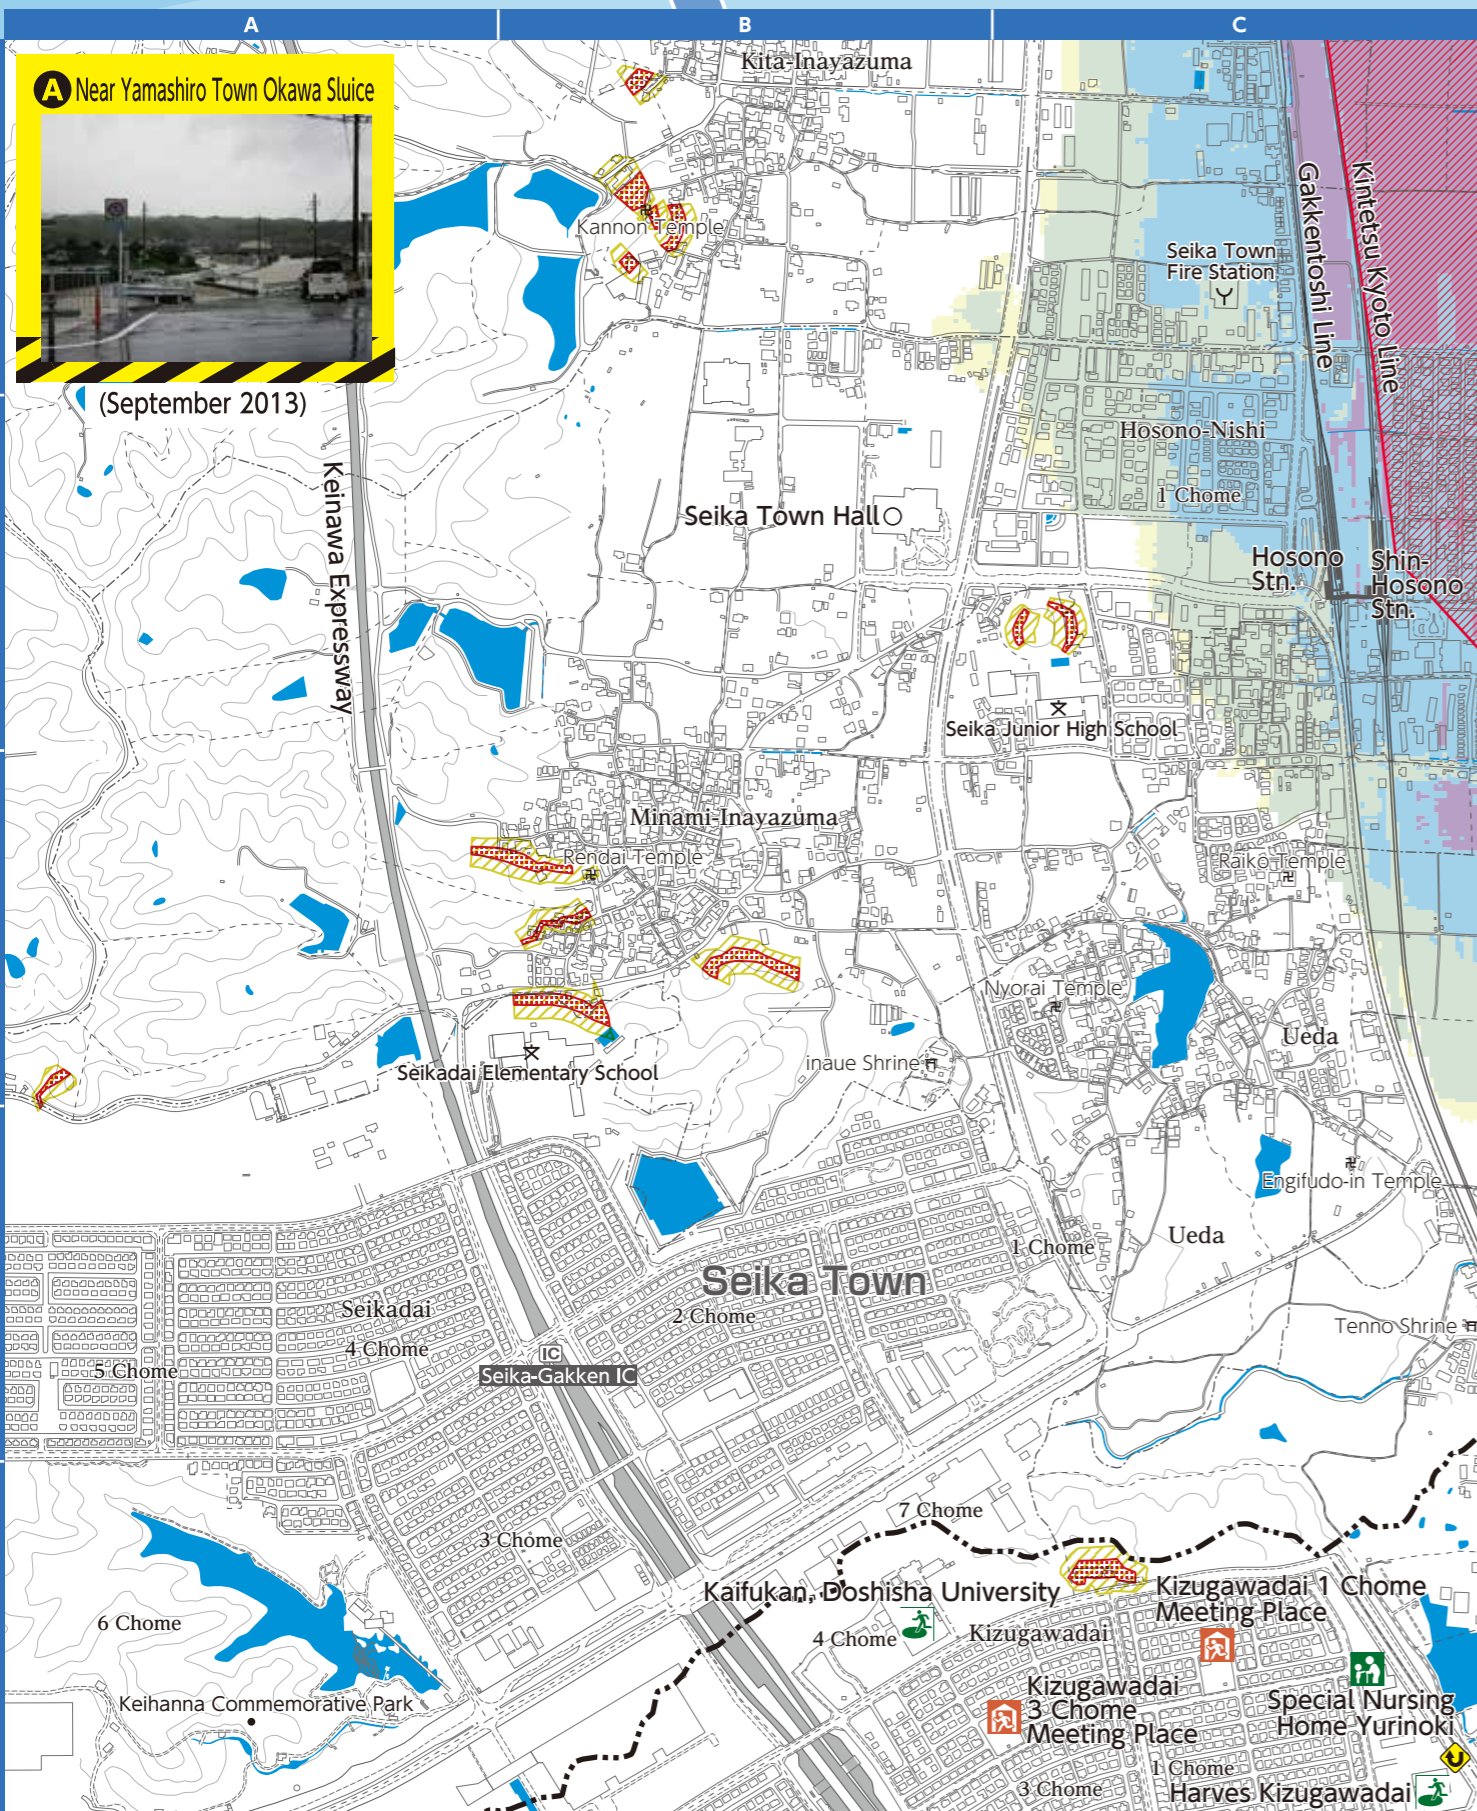 A
B
C
A Near Yamashiro Town Okawa Sluice
(September 2013)
Kita-Inayazuma
Kannon Temple
Seika Town
Fire Station
Gakkentoshi Line
Kintetsu Kyoto Line
Hosono-Nishi
1 Chome
Keinawa Expressway
Seika Town Hall
Hosono
Stn.
Shin-
Hosono
Stn.
Seika Junior High School
Minami-Inayazuma
Rendai Temple
Raiko Temple
Nyorai Temple
Ueda
inaue Shrine
Seikadai Elementary School
Engifudo-in Temple
Ueda
1 Chome
Seika Town
2 Chome
Seikadai
4 Chome
5 Chome
Tenno Shrine
IC
Seika-Gakken IC
7 Chome
3 Chome
Kaifukan, Doshisha University
Kizugawadai 1 Chome
Meeting Place
6 Chome
4 Chome
Kizugawadai
Kizugawadai
3 Chome
Meeting Place
Special Nursing
Home Yurinoki
Keihanna Commemorative Park
1 Chome
3 Chome
Harves Kizugawadai